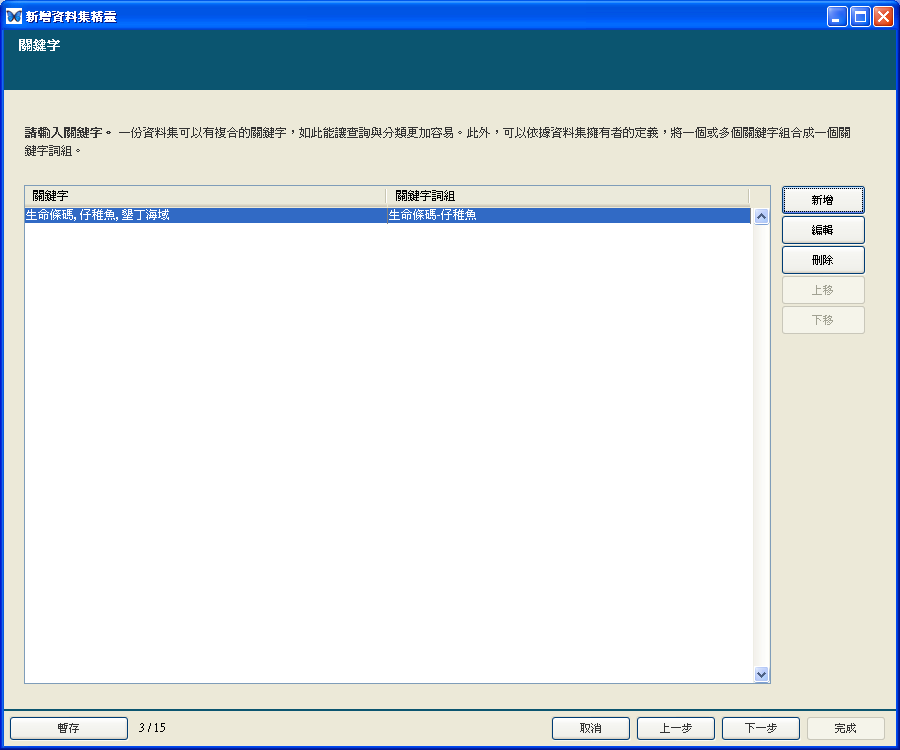 新增資料集精靈
關鍵字
請輸入關鍵字。 一份資料集可以有複合的關鍵字，如此能讓查詢與分類更加容易。此外，可以依據資料集擁有者的定義，將一個或多個關鍵字組合成一個關
鍵字詞組。
關鍵字 關鍵字詞組
生命條碼, 仔稚魚, 墾丁海域 生命條碼-仔稚魚
新增
編輯
刪除
上移
下移
暫存 3 / 15 取消 上一步 下一步 完成